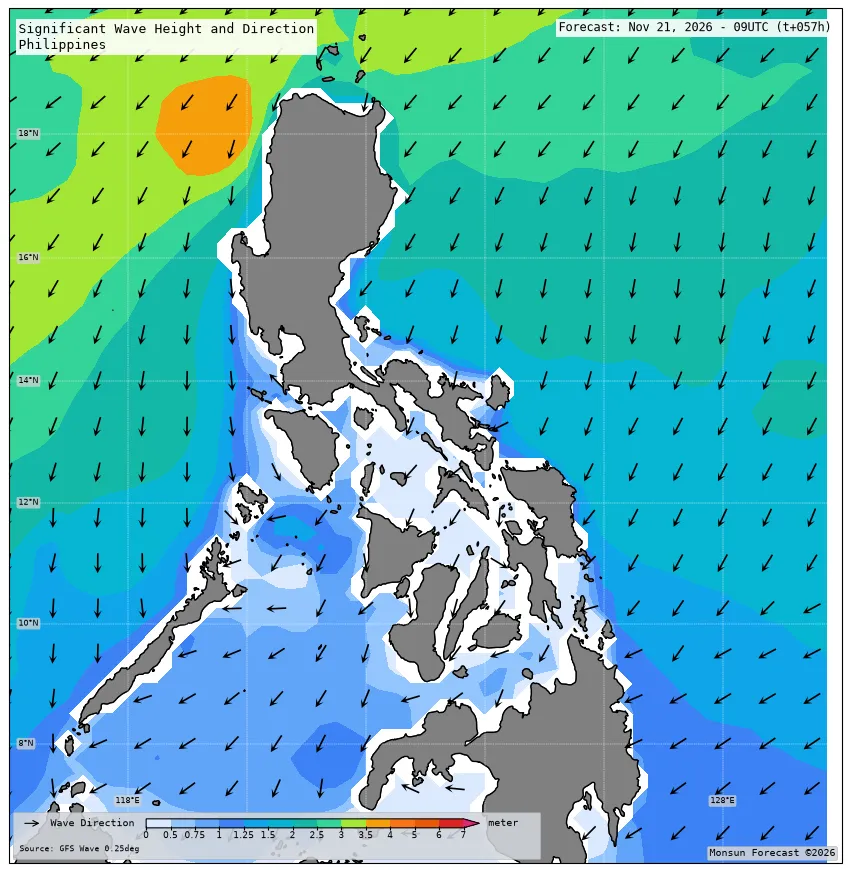 Significant Wave Height and Direction
Philippines
Forecast: Nov 21, 2026 - 09UTC (t+057h)
18°N
16°N
14°N
12°N
10°N
8°N
118°E
128°E
Wave Direction
0 0.5 0.75 1 1.25 1.5 2 2.5 3 3.5 4 5 6 7
meter
Source: GFS Wave 0.25deg
Monsun Forecast ©2026